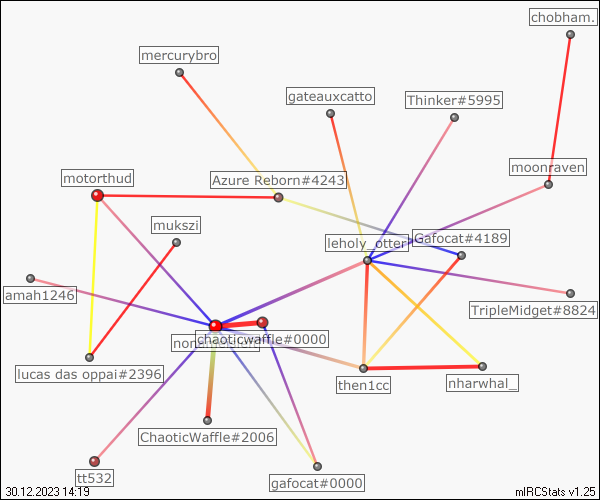 chobham.
mercurybro
gateauxcatto
Thinker#5995
moonraven
motorthud
Azure Reborn#4243
mukszi
leholy_otter
Gafocat#4189
amah1246
TripleMidget#8824
chaoticwaffle#0000
lucas das oppai#2396
then1cc
nharwhal_
ChaoticWaffle#2006
tt532
gafocat#0000
30.12.2023 14:19
mIRCStats v1.25